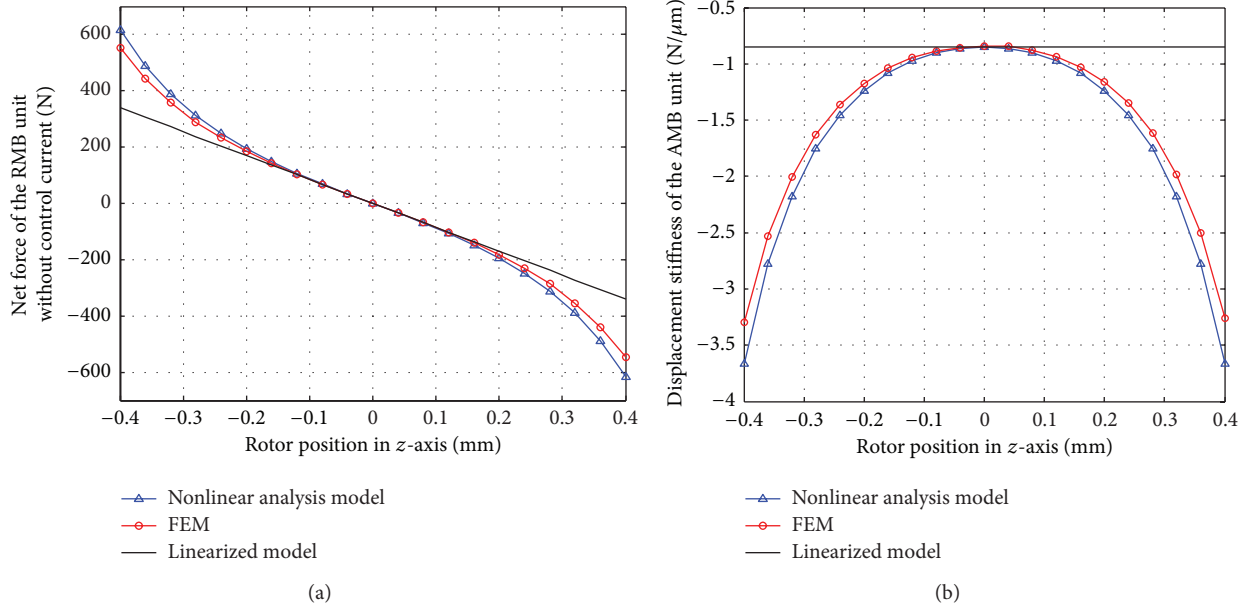 Net force of the RMB unit
without control current (N)
600
400
200
0
−200
−400
−600
−0.4
−0.3
−0.2
−0.1
0
0.1
0.2
0.3
0.4
Rotor position in z-axis (mm)
Nonlinear analysis model
FEM
Linearized model
(a)
Displacement stiffness of the AMB unit (N/μm)
−0.5
−1
−1.5
−2
−2.5
−3
−3.5
−4
−0.4
−0.3
−0.2
−0.1
0
0.1
0.2
0.3
0.4
Rotor position in z-axis (mm)
Nonlinear analysis model
FEM
Linearized model
(b)